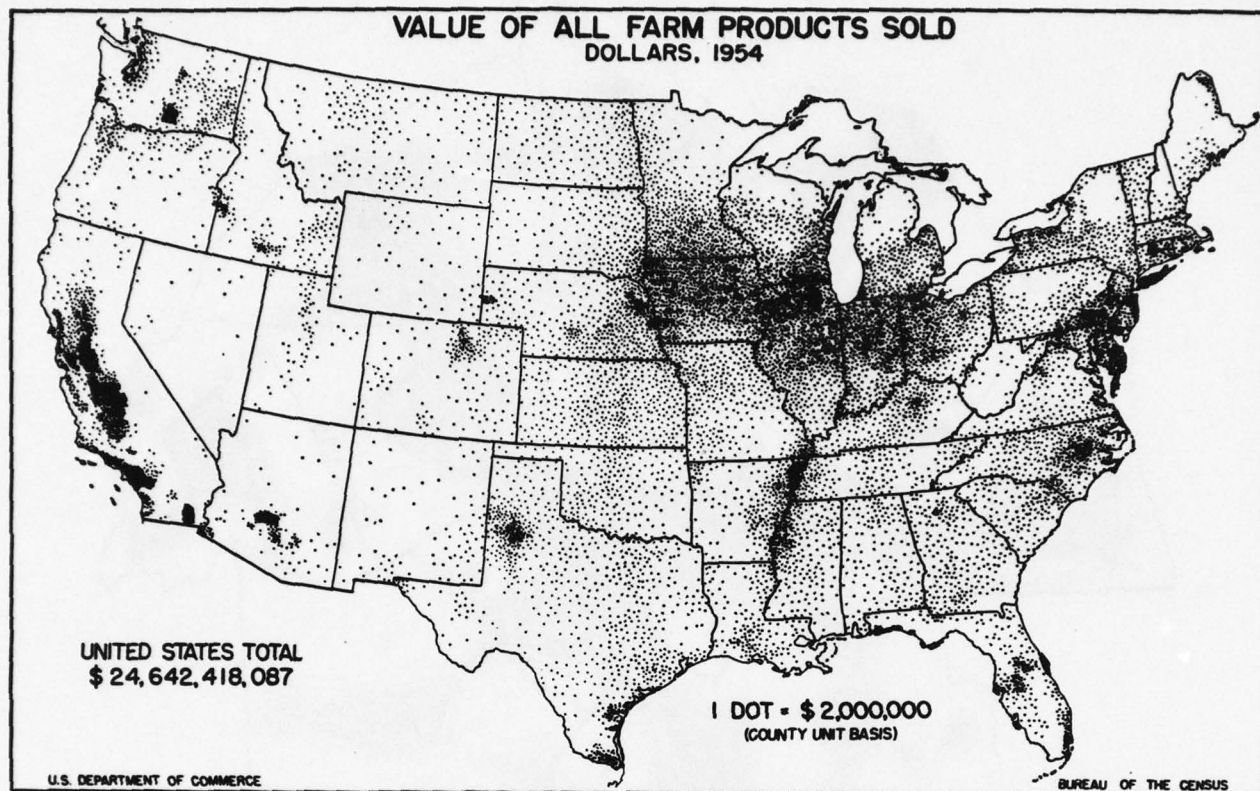 VALUE OF ALL FARM PRODUCTS SOLD
DOLLARS, 1954
UNITED STATES TOTAL
$ 24,642,418,087
1 DOT = $ 2,000,000
(COUNTY UNIT BASIS)
U.S. DEPARTMENT OF COMMERCE
BUREAU OF THE CENSUS